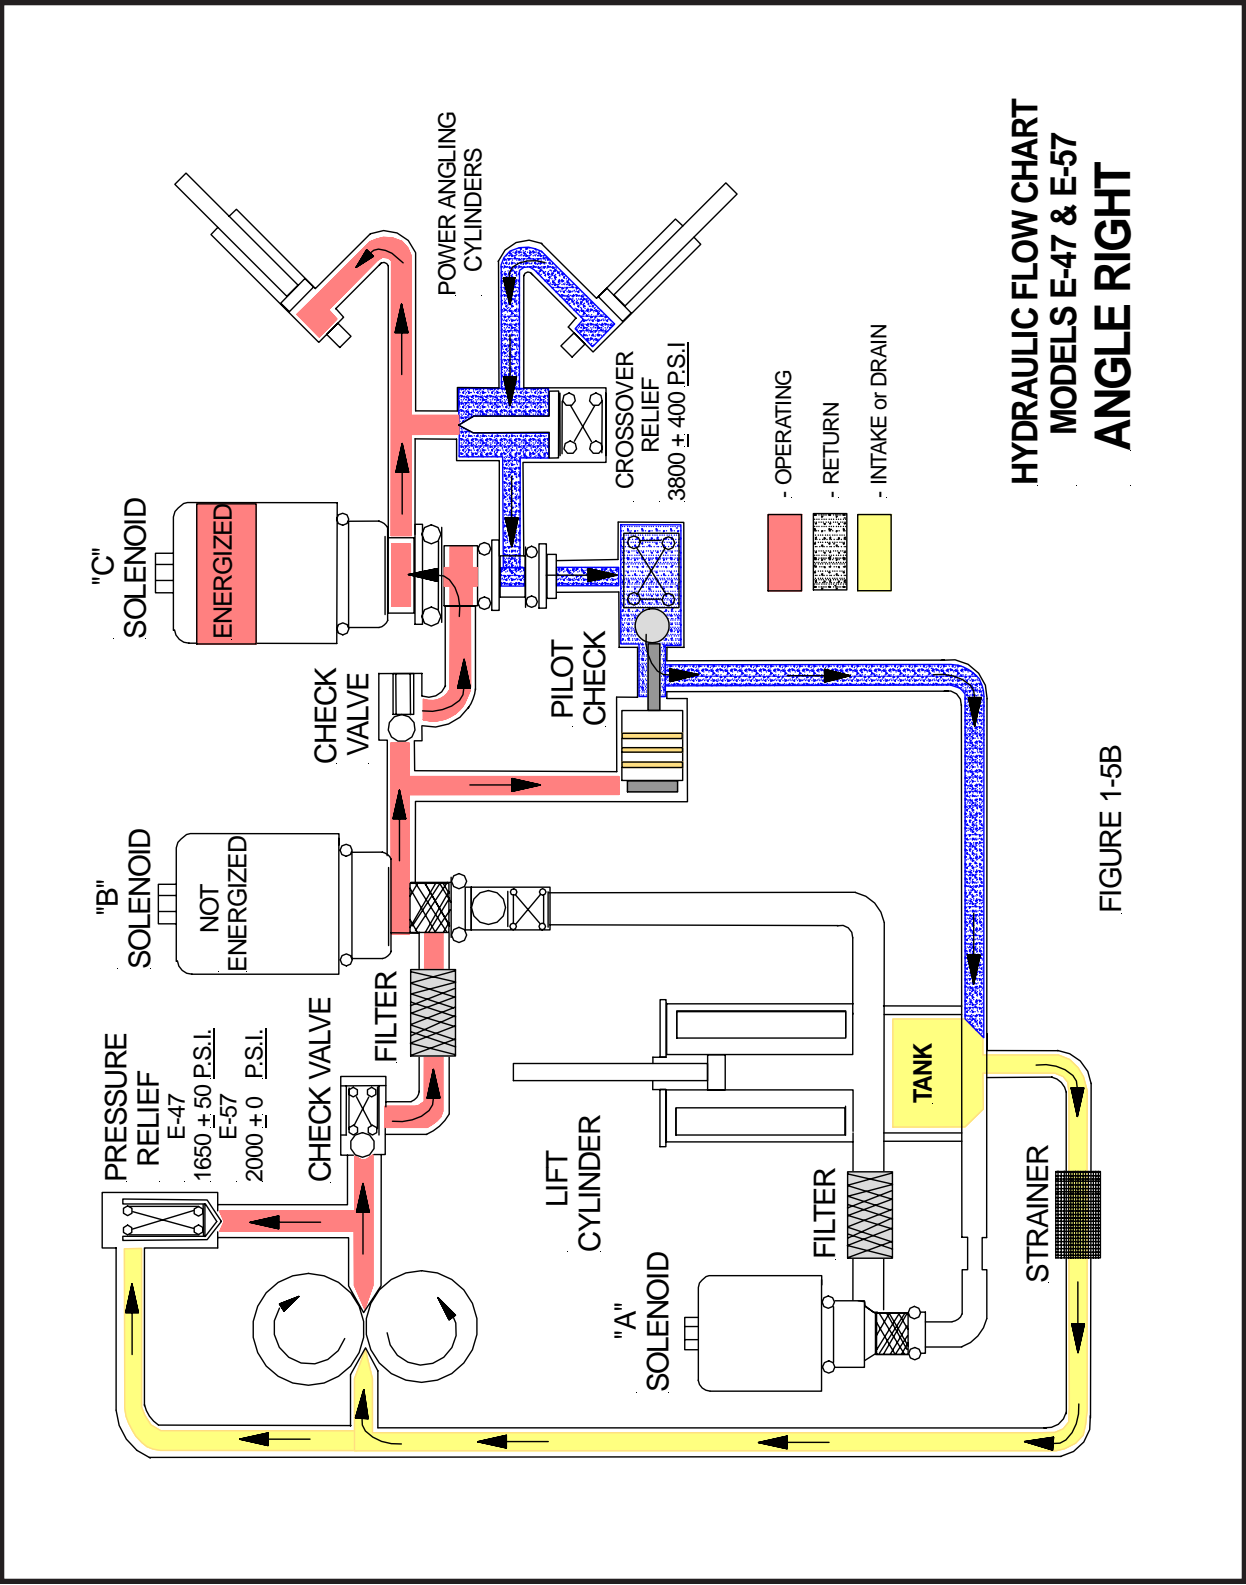 PRESSURE
RELIEF
E-47
1650 ± 50 P.S.I.
E-57
2000 ± 0 P.S.I.
"B"
SOLENOID
NOT
ENERGIZED
"C"
SOLENOID
ENERGIZED
CHECK VALVE
FILTER
CHECK
VALVE
POWER ANGLING
CYLINDERS
LIFT
CYLINDER
PILOT
CHECK
CROSSOVER
RELIEF
3800 ± 400 P.S.I
"A"
SOLENOID
FILTER
TANK
- OPERATING
- RETURN
- INTAKE or DRAIN
STRAINER
FIGURE 1-5B
HYDRAULIC FLOW CHART
MODELS E-47 & E-57
ANGLE RIGHT